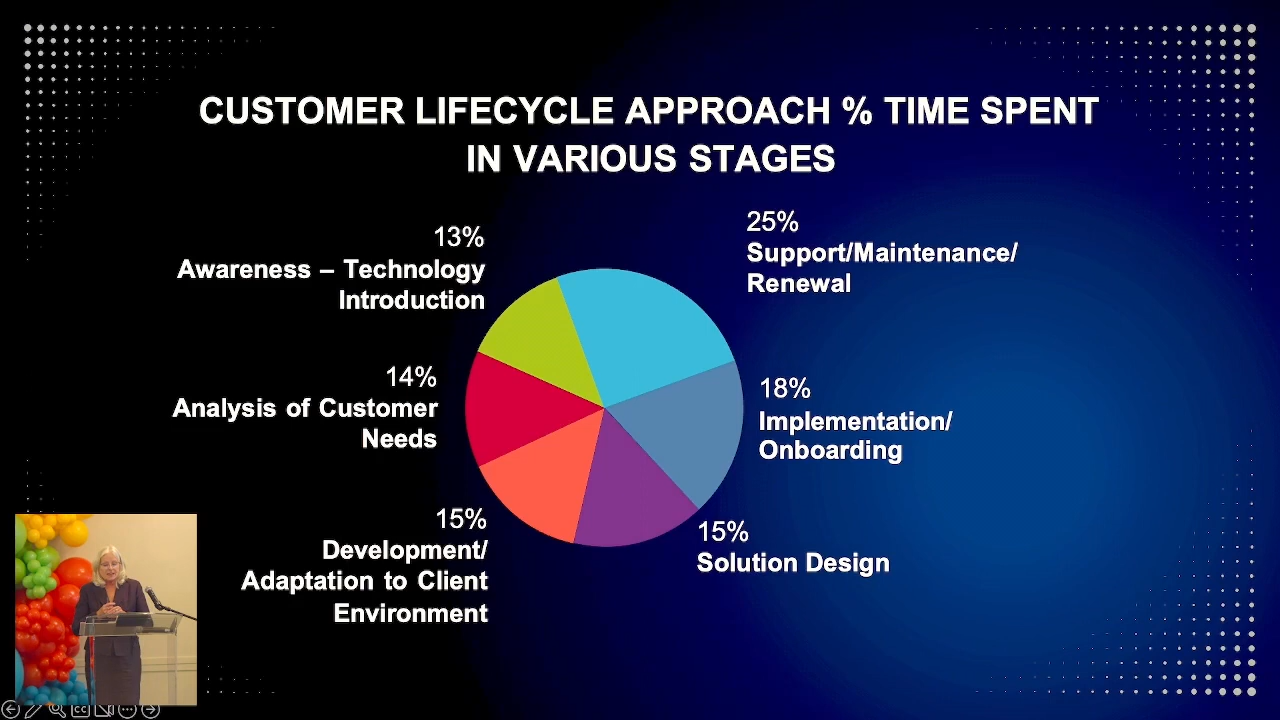 CUSTOMER LIFECYCLE APPROACH % TIME SPENT
IN VARIOUS STAGES
13%
Awareness – Technology
Introduction
25%
Support/Maintenance/
Renewal
14%
Analysis of Customer
Needs
18%
Implementation/
Onboarding
15%
Development/
Adaptation to Client
Environment
15%
Solution Design